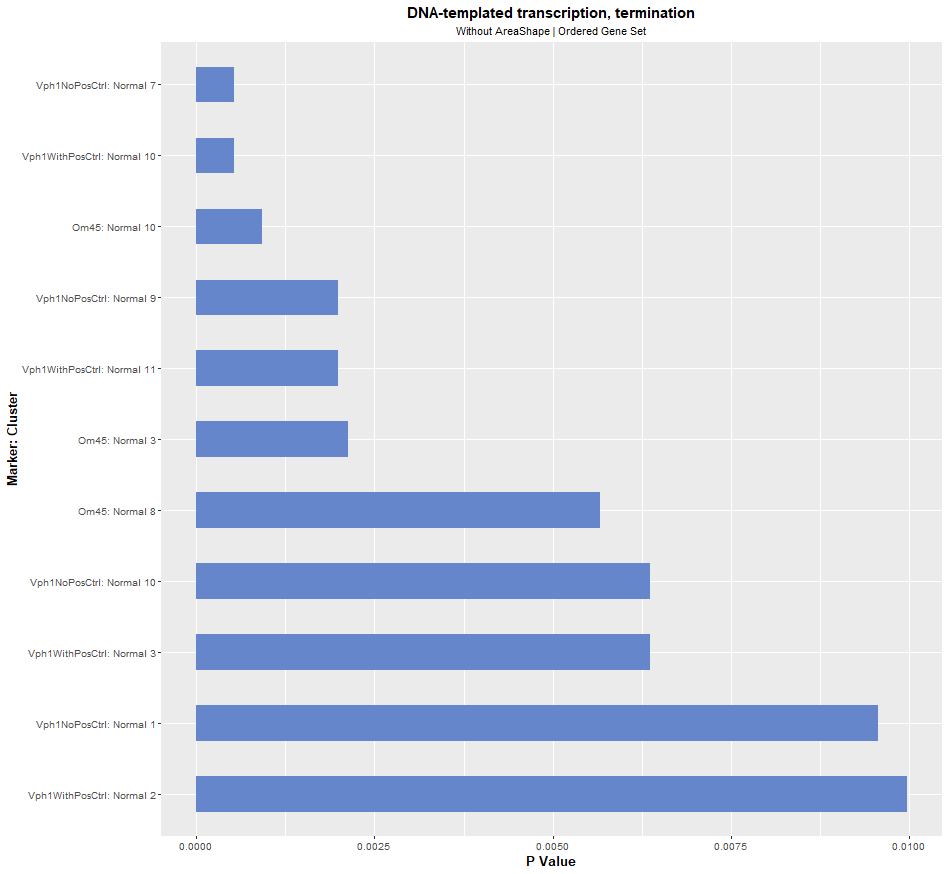 DNA-templated transcription, termination
Without AreaShape | Ordered Gene Set
Marker: Cluster
Vph1NoPosCtrl: Normal 7
Vph1WithPosCtrl: Normal 10
Om45: Normal 10
Vph1NoPosCtrl: Normal 9
Vph1WithPosCtrl: Normal 11
Om45: Normal 3
Om45: Normal 8
Vph1NoPosCtrl: Normal 10
Vph1WithPosCtrl: Normal 3
Vph1NoPosCtrl: Normal 1
Vph1WithPosCtrl: Normal 2
0.0000 0.0025 0.0050 0.0075 0.0100
P Value